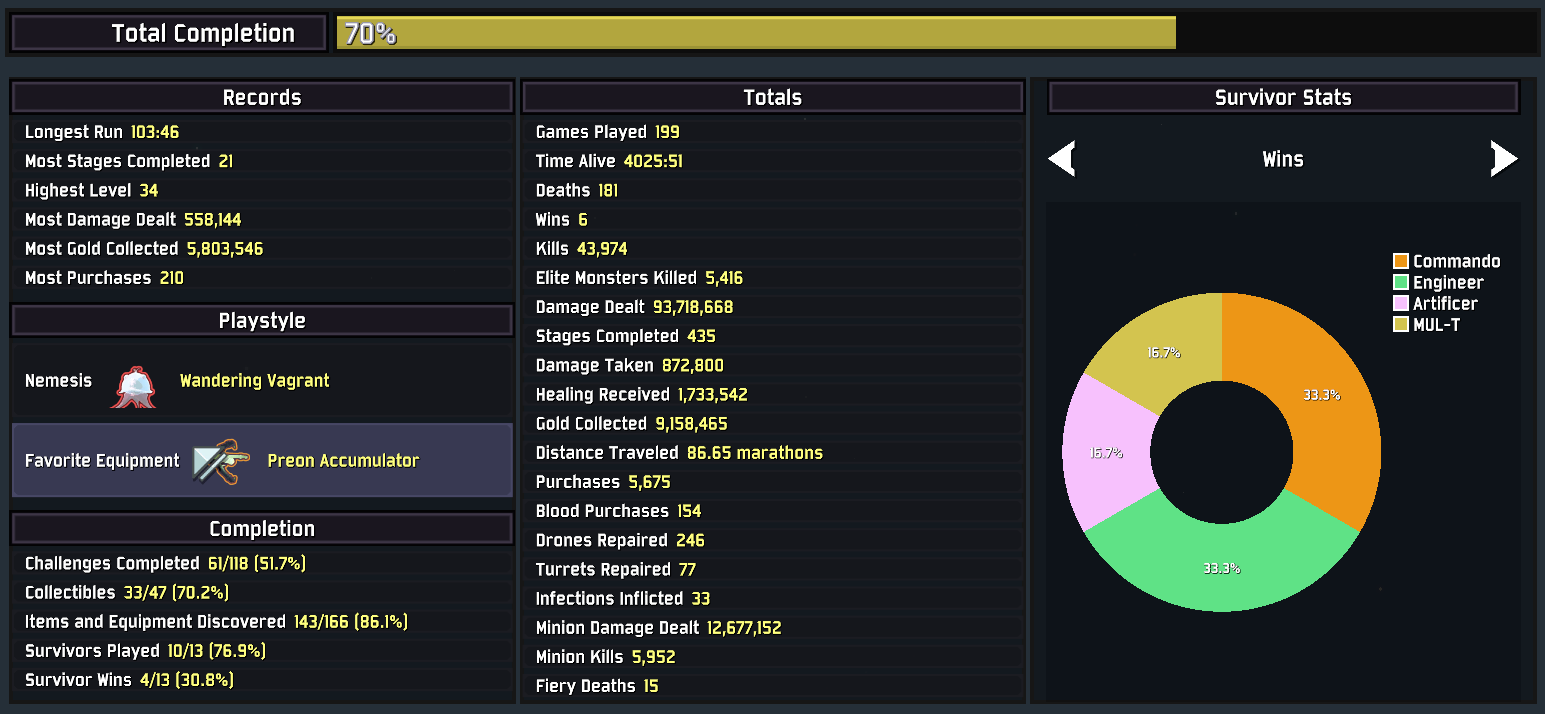 Total Completion 70%
Records
Longest Run 103:46
Most Stages Completed 21
Highest Level 34
Most Damage Dealt 558,144
Most Gold Collected 5,803,546
Most Purchases 210
Playstyle
Nemesis Wandering Vagrant
Favorite Equipment Preon Accumulator
Completion
Challenges Completed 61/118 (51.7%)
Collectibles 33/47 (70.2%)
Items and Equipment Discovered 143/166 (86.1%)
Survivors Played 10/13 (76.9%)
Survivor Wins 4/13 (30.8%)
Totals
Games Played 199
Time Alive 4025:51
Deaths 181
Wins 6
Kills 43,974
Elite Monsters Killed 5,416
Damage Dealt 93,718,668
Stages Completed 435
Damage Taken 872,800
Healing Received 1,733,542
Gold Collected 9,158,465
Distance Traveled 86.65 marathons
Purchases 5,675
Blood Purchases 154
Drones Repaired 246
Turrets Repaired 77
Infections Inflicted 33
Minion Damage Dealt 12,677,152
Minion Kills 5,952
Fiery Deaths 15
Survivor Stats
Wins
Commando
Engineer
Artificer
MUL-T
16.7%
33.3%
16.7%
33.3%